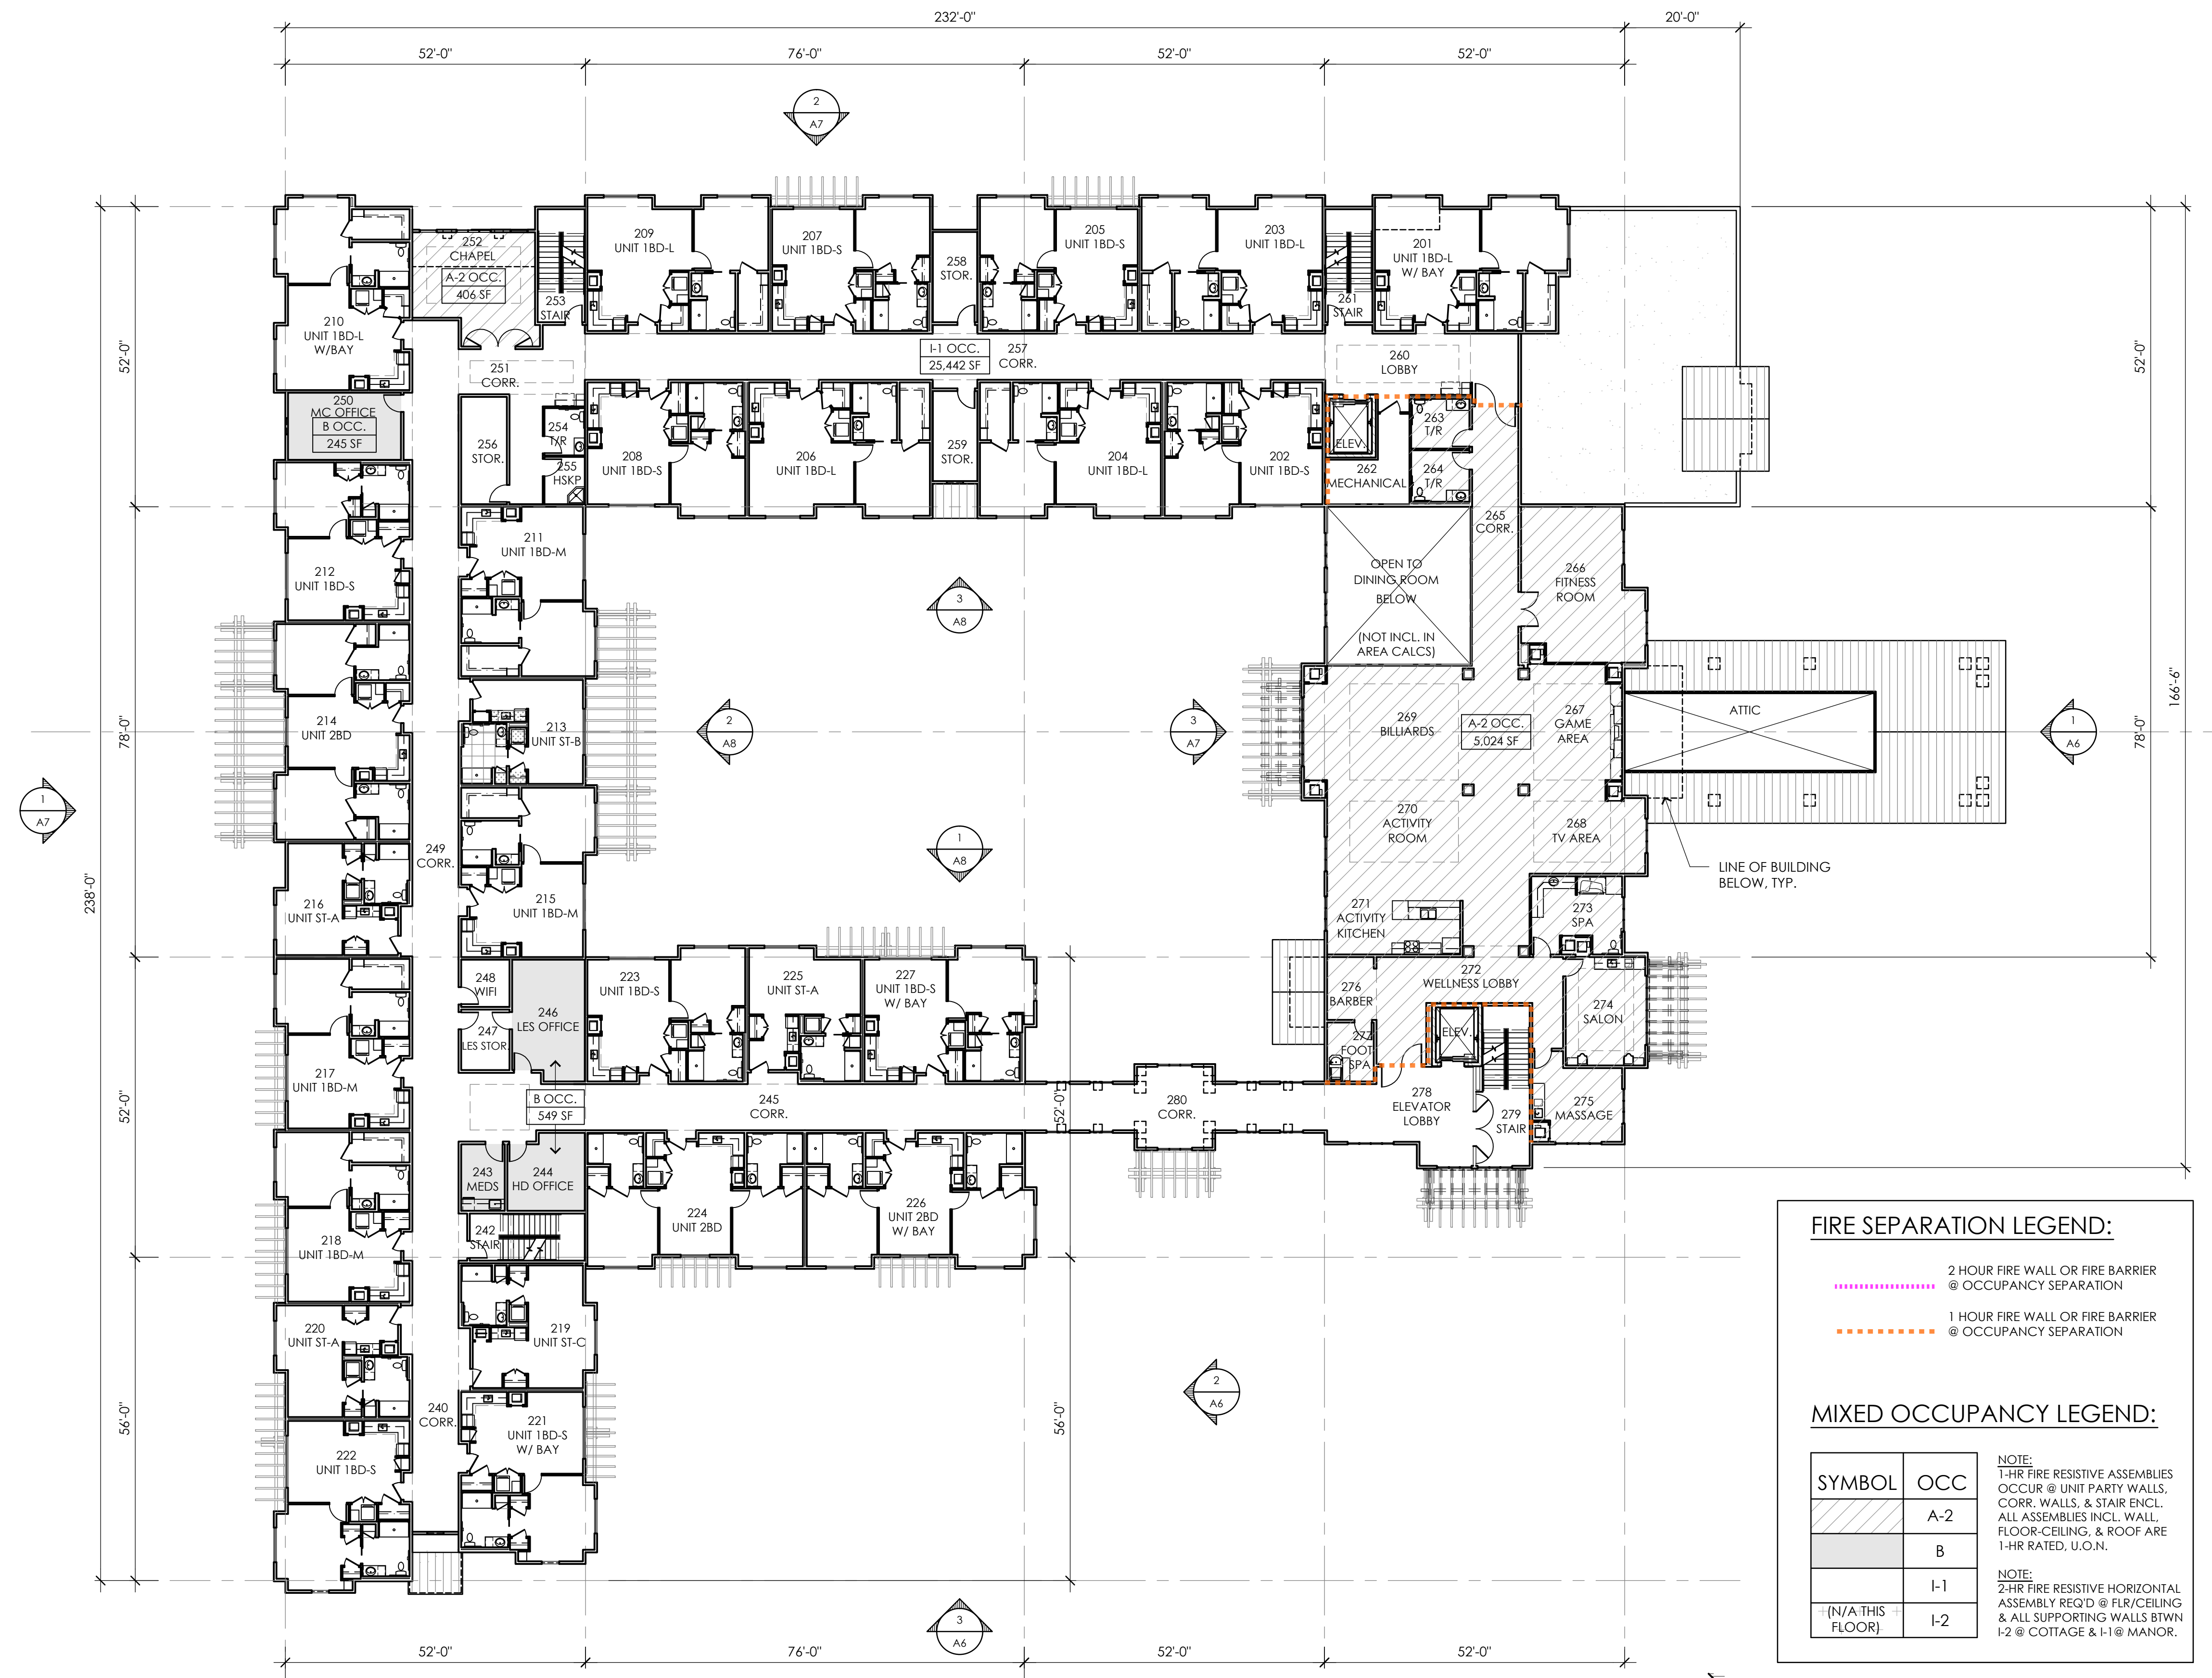 232'-0"
20'-0"
52'-0"
76'-0"
52'-0"
52'-0"
2
A7
252
CHAPEL
A-2 OCC.
406 SF
253
STAIR
209
UNIT 1BD-L
207
UNIT 1BD-S
258
STOR.
205
UNIT 1BD-S
203
UNIT 1BD-L
261
STAIR
201
UNIT 1BD-L
W/ BAY
210
UNIT 1BD-L
W/BAY
52'-0"
52'-0"
251
CORR.
I-1 OCC.
25,442 SF
257
CORR.
260
LOBBY
250
MC OFFICE
B OCC.
245 SF
256
STOR.
254
T/R
255
HSKP
208
UNIT 1BD-S
206
UNIT 1BD-L
259
STOR.
204
UNIT 1BD-L
202
UNIT 1BD-S
ELEV.
262
MECHANICAL
263
T/R
264
T/R
265
CORR.
211
UNIT 1BD-M
212
UNIT 1BD-S
OPEN TO
DINING ROOM
BELOW
(NOT INCL. IN
AREA CALCS)
266
FITNESS
ROOM
3
A8
166'-6"
78'-0"
78'-0"
214
UNIT 2BD
213
UNIT ST-B
2
A8
3
A7
269
BILLIARDS
A-2 OCC.
5,024 SF
267
GAME
AREA
ATTIC
1
A6
1
A7
238'-0"
249
CORR.
1
A8
270
ACTIVITY
ROOM
268
TV AREA
LINE OF BUILDING
BELOW, TYP.
216
UNIT ST-A
215
UNIT 1BD-M
271
ACTIVITY
KITCHEN
273
SPA
248
WIFI
246
LES OFFICE
247
LES STOR.
223
UNIT 1BD-S
225
UNIT ST-A
227
UNIT 1BD-S
W/ BAY
276
BARBER
272
WELLNESS LOBBY
274
SALON
277
FOOT
SPA
ELEV.
217
UNIT 1BD-M
52'-0"
52'-0"
B OCC.
549 SF
245
CORR.
280
CORR.
278
ELEVATOR
LOBBY
279
STAIR
275
MASSAGE
243
MEDS
244
HD OFFICE
242
STAIR
224
UNIT 2BD
226
UNIT 2BD
W/ BAY
218
UNIT 1BD-M
220
UNIT ST-A
219
UNIT ST-C
240
CORR.
221
UNIT 1BD-S
W/ BAY
222
UNIT 1BD-S
56'-0"
56'-0"
2
A6
3
A6
52'-0"
76'-0"
52'-0"
52'-0"
FIRE SEPARATION LEGEND:
2 HOUR FIRE WALL OR FIRE BARRIER
@ OCCUPANCY SEPARATION
1 HOUR FIRE WALL OR FIRE BARRIER
@ OCCUPANCY SEPARATION
MIXED OCCUPANCY LEGEND:
SYMBOL
OCC
A-2
B
I-1
(N/A THIS
FLOOR)
I-2
NOTE:
1-HR FIRE RESISTIVE ASSEMBLIES
OCCUR @ UNIT PARTY WALLS,
CORR. WALLS, & STAIR ENCL.
ALL ASSEMBLIES INCL. WALL,
FLOOR-CEILING, & ROOF ARE
1-HR RATED, U.O.N.
NOTE:
2-HR FIRE RESISTIVE HORIZONTAL
ASSEMBLY REQ'D @ FLR/CEILING
& ALL SUPPORTING WALLS BTWN
I-2 @ COTTAGE & I-1@ MANOR.